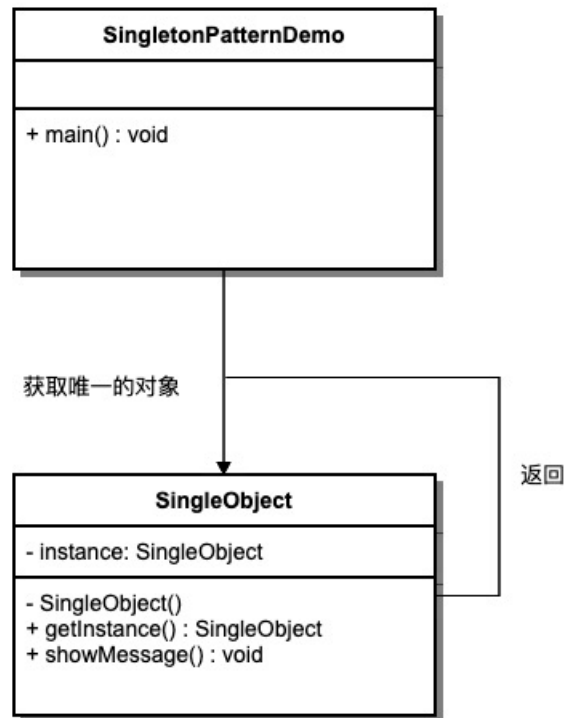 SingletonPatternDemo
+ main() : void
获取唯一的对象
返回
SingleObject
- instance: SingleObject
- SingleObject()
+ getInstance() : SingleObject
+ showMessage() : void